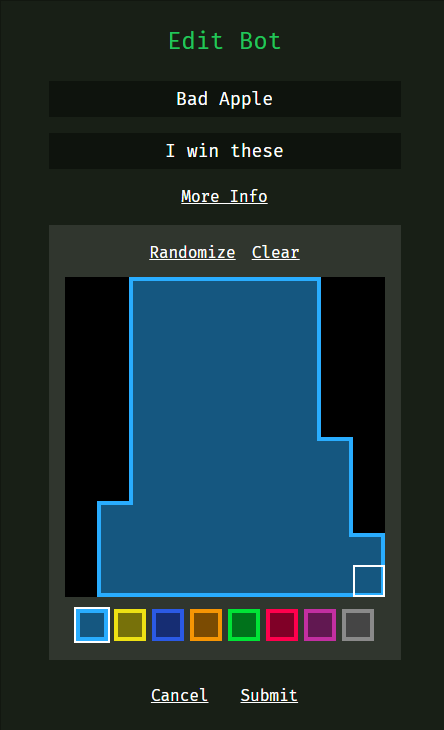 Edit Bot
Bad Apple
I win these
More Info
Randomize Clear
Cancel Submit